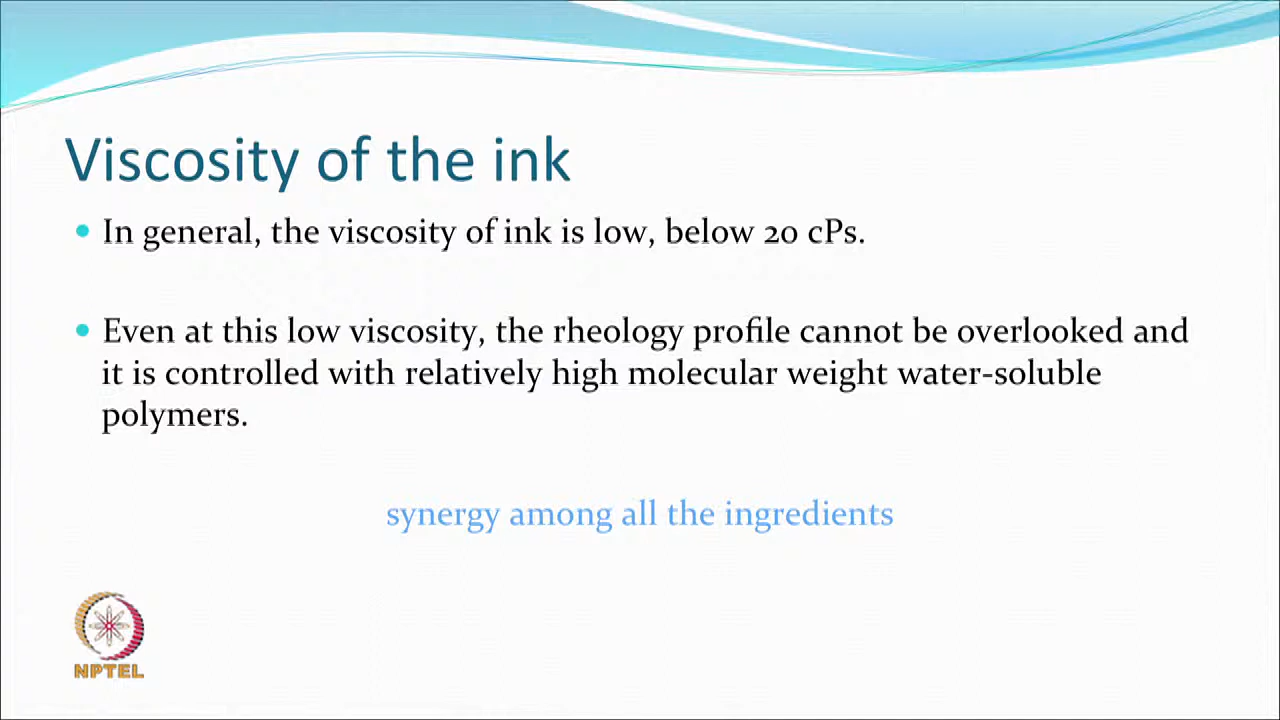 Viscosity of the ink
In general, the viscosity of ink is low, below 20 cPs.
Even at this low viscosity, the rheology profile cannot be overlooked and
it is controlled with relatively high molecular weight water-soluble
polymers.
synergy among all the ingredients
NPTEL